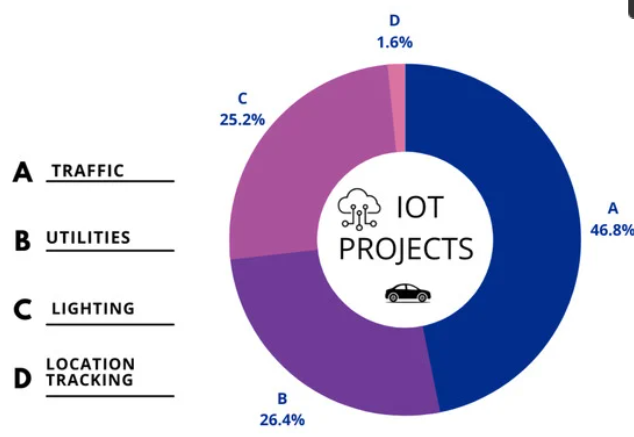 D
1.6%
C
25.2%
A TRAFFIC
A
46.8%
IOT
PROJECTS
B UTILITIES
C LIGHTING
D LOCATION
TRACKING
B
26.4%